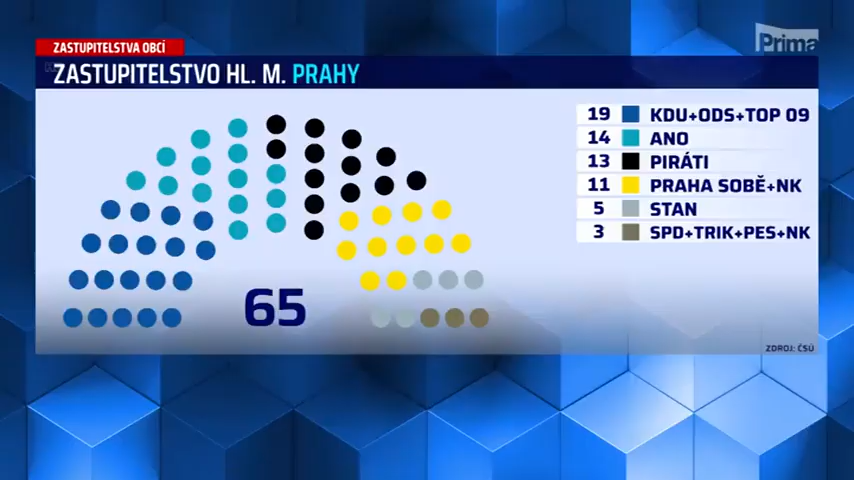 Prima
ZASTUPITELSTVA OBCÍ
ZASTUPITELSTVO HL. M. PRAHY
19 KDU+ODS+TOP 09
14 ANO
13 PIRÁTI
11 PRAHA SOBĚ+NK
5 STAN
3 SPD+TRIK+PES+NK
65
ZDROJ: ČSÚ